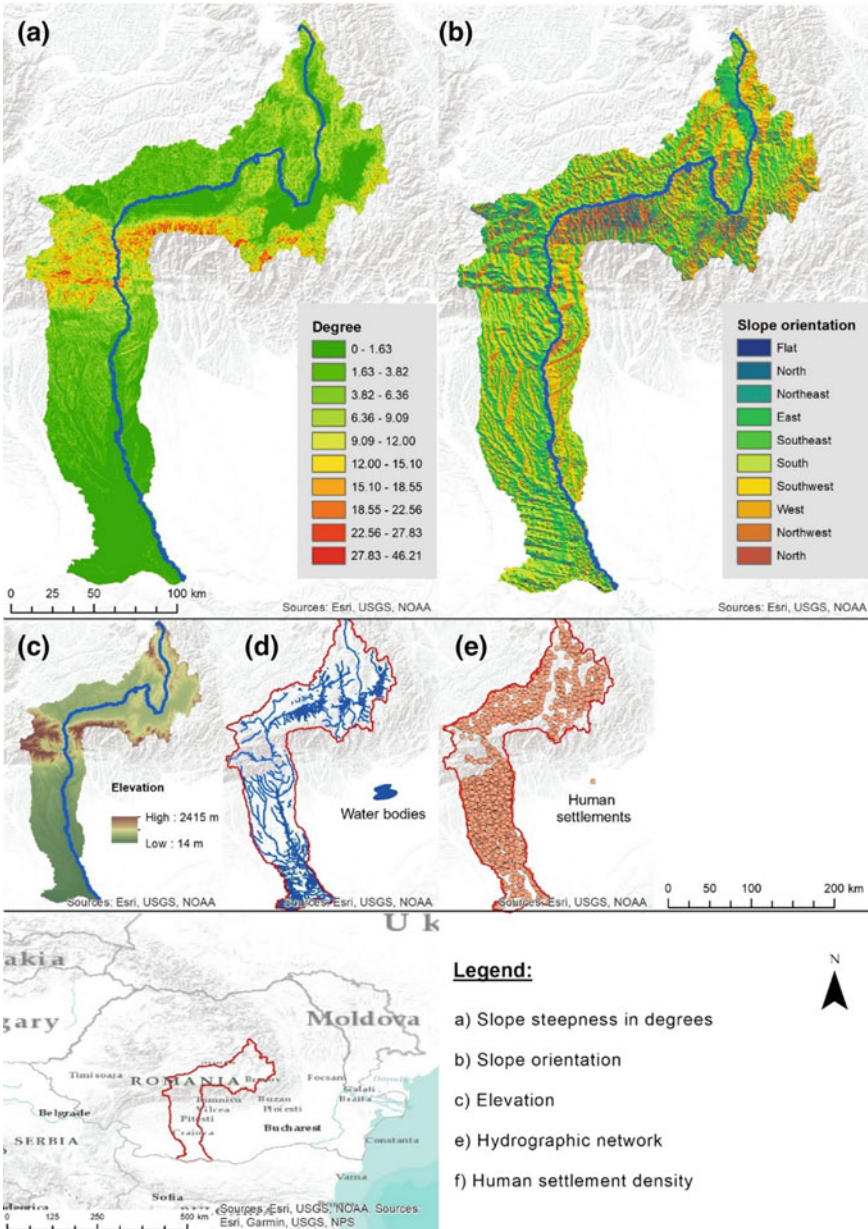 (a)
Degree
0 - 1.63
1.63 - 3.82
3.82 - 6.36
6.36 - 9.09
9.09 - 12.00
12.00 - 15.10
15.10 - 18.55
18.55 - 22.56
22.56 - 27.83
27.83 - 46.21
0 25 50 100 km
Sources: Esri, USGS, NOAA
(b)
Slope orientation
Flat
North
Northeast
East
Southeast
South
Southwest
West
Northwest
North
Sources: Esri, USGS, NOAA
(c)
Elevation
High : 2415 m
Low : 14 m
Sources: Esri, USGS, NOAA
(d)
Water bodies
Sources: Esri, USGS, NOAA
(e)
Human
settlements
Sources: Esri, USGS, NOAA
0 50 100 200 km
U k
akia
gary
Moldova
Timisoara
ROMANIA
Brasov
Focsani
Galati
Braila
Rimnicu
Vilcea
Buzau
Ploiesti
Pitesti
Craiova
Bucharest
Belgrade
SERBIA
Constanta
Varna
Sofia
0 125 250 500 km
Sources: Esri, USGS, NOAA. Sources:
Esri, Garmin, USGS, NPS
Legend:
a) Slope steepness in degrees
b) Slope orientation
c) Elevation
e) Hydrographic network
f) Human settlement density
N